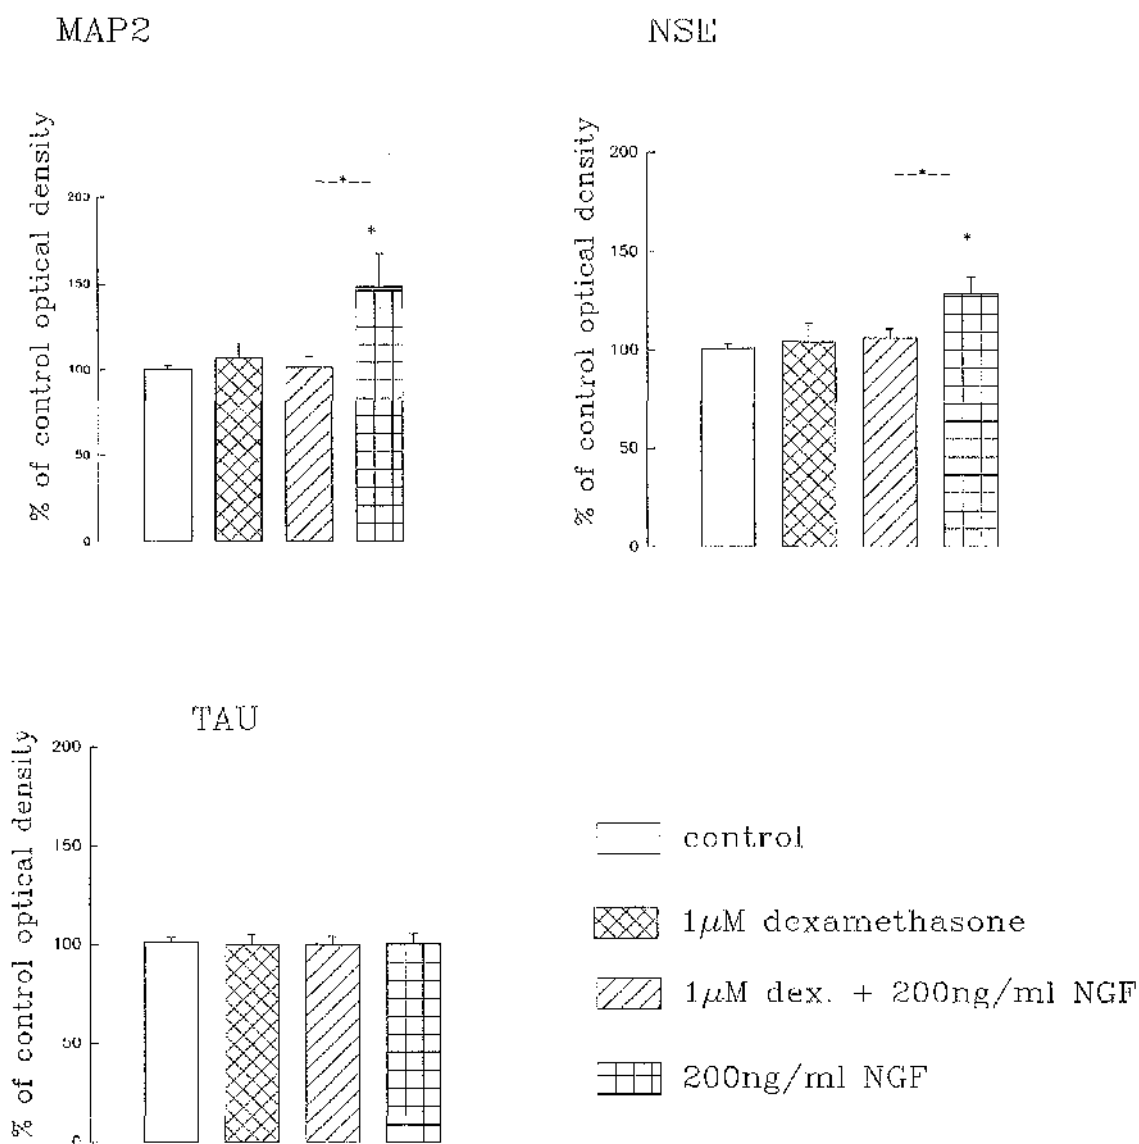 MAP2
% of control optical density
200
150
100
50
0
*
*
NSE
% of control optical density
200
150
100
50
0
*
*
TAU
% of control optical density
200
150
100
50
0
control
1µM dexamethasone
1µM dex. + 200ng/ml NGF
200ng/ml NGF